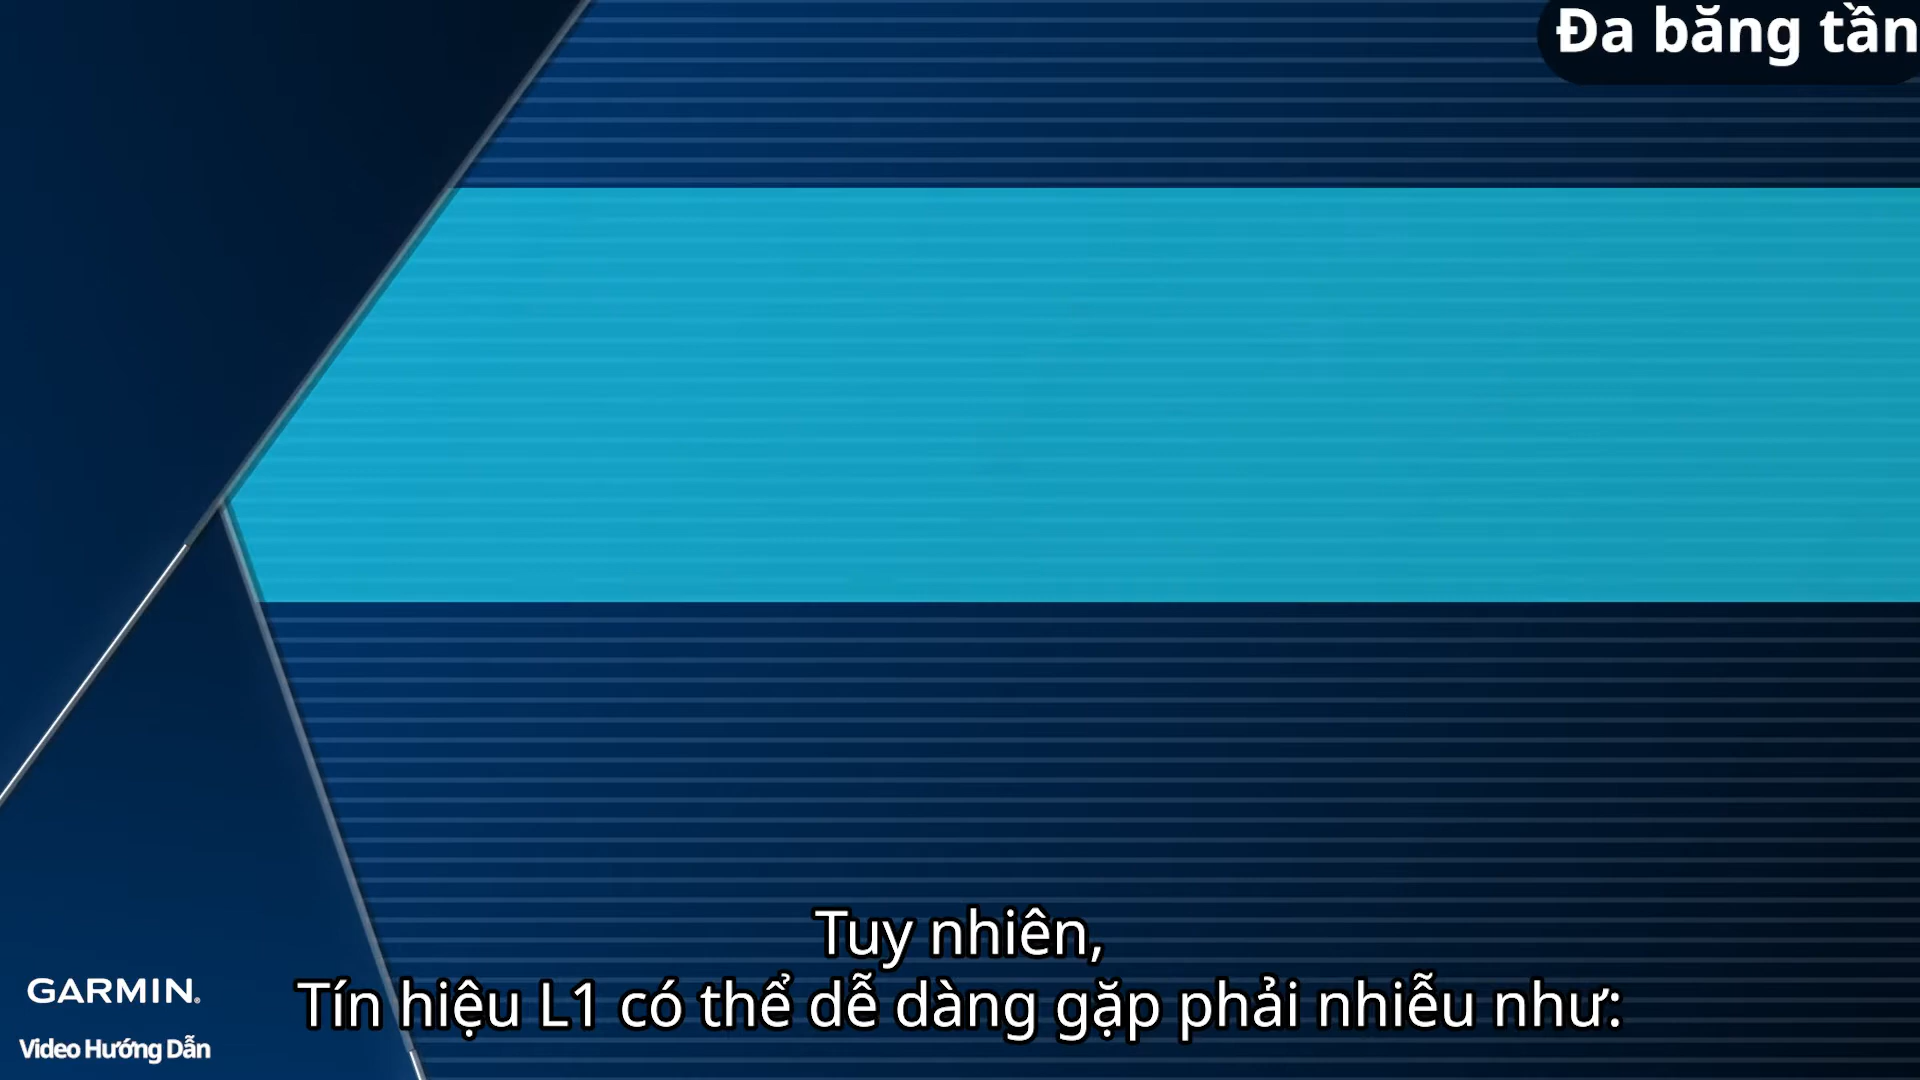 Đa băng tần
Tuy nhiên,
Tín hiệu L1 có thể dễ dàng gặp phải nhiễu như:
GARMIN®
Video Hướng Dẫn